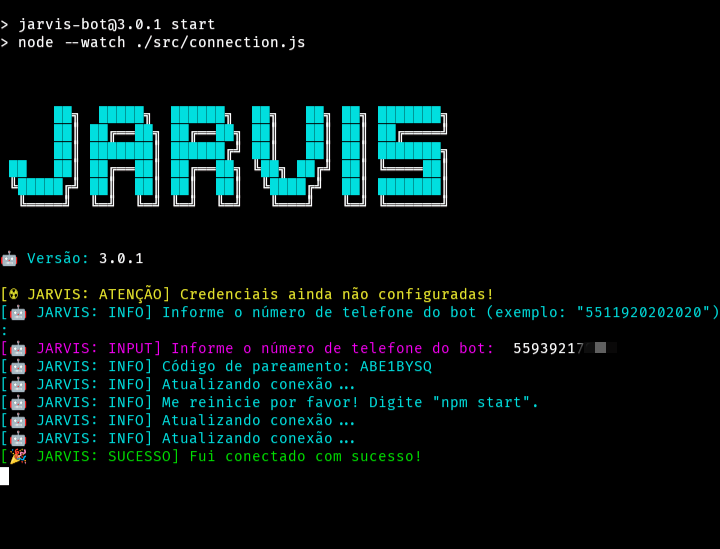 > jarvis-bot@3.0.1 start
> node --watch ./src/connection.js
JARVIS
Versão: 3.0.1
[☢ JARVIS: ATENÇÃO] Credenciais ainda não configuradas!
[🤖 JARVIS: INFO] Informe o número de telefone do bot (exemplo: "5511920202020")
:
[🤖 JARVIS: INPUT] Informe o número de telefone do bot: 55939217
[🤖 JARVIS: INFO] Código de pareamento: ABE1BYSQ
[🤖 JARVIS: INFO] Atualizando conexão...
[🤖 JARVIS: INFO] Me reinicie por favor! Digite "npm start".
[🤖 JARVIS: INFO] Atualizando conexão...
[🤖 JARVIS: INFO] Atualizando conexão...
[🎉 JARVIS: SUCESSO] Fui conectado com sucesso!